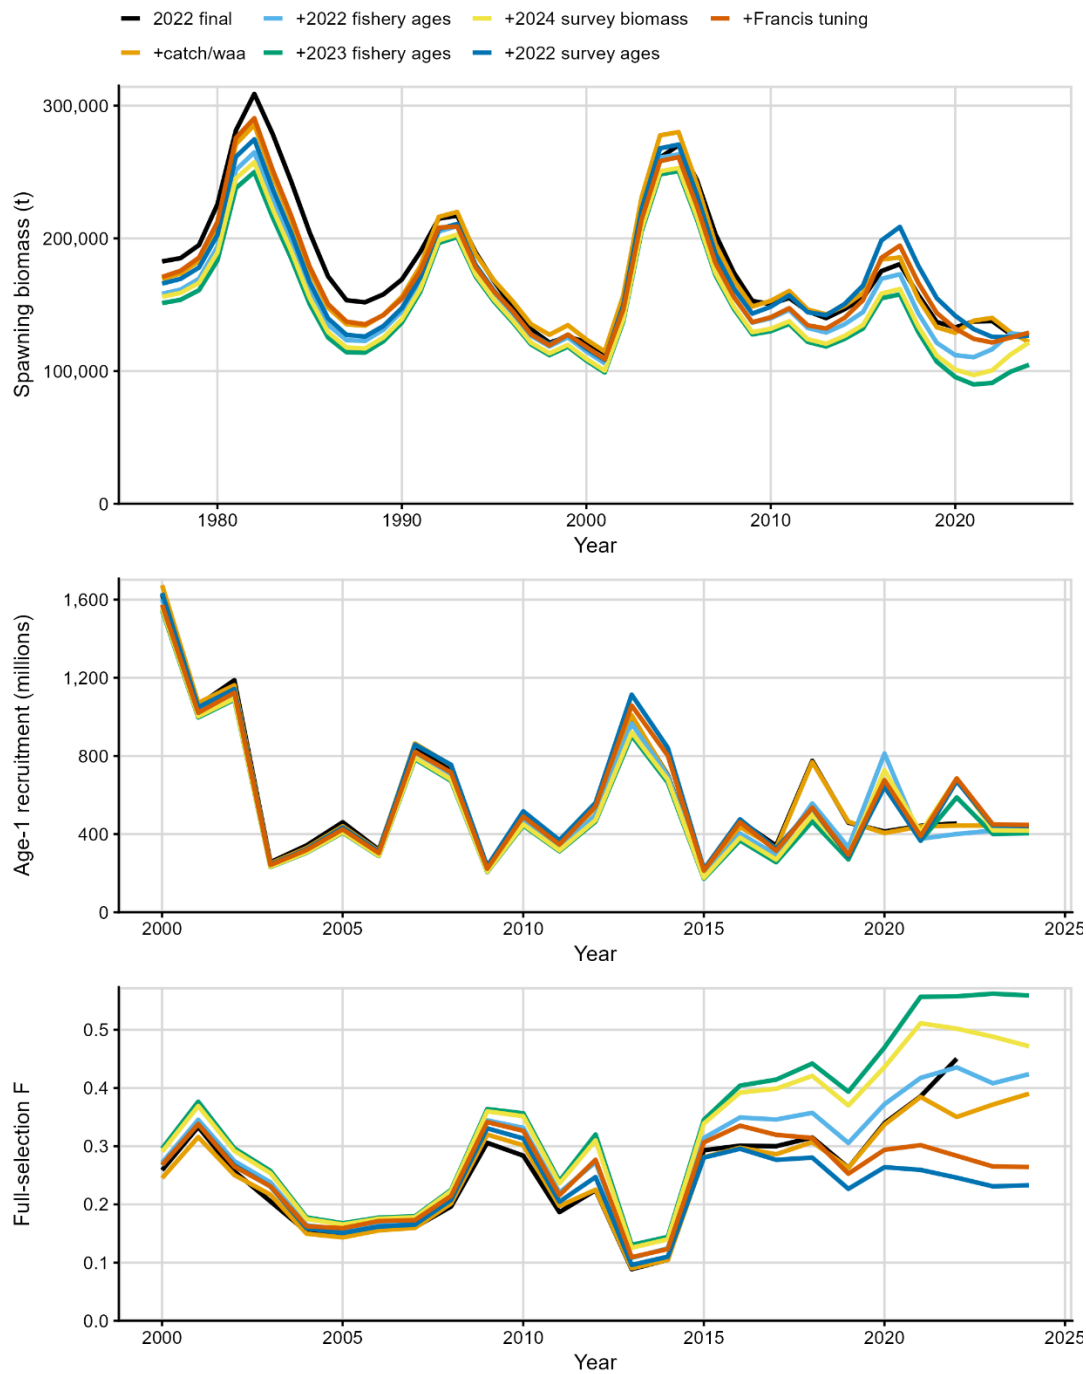 2022 final +2022 fishery ages +2024 survey biomass +Francis tuning
+catch/waa +2023 fishery ages +2022 survey ages
300,000
200,000
100,000
0
Spawning biomass (t)
1980 1990 2000 2010 2020
Year
1,600
1,200
800
400
0
Age-1 recruitment (millions)
2000 2005 2010 2015 2020 2025
Year
0.5
0.4
0.3
0.2
0.1
0.0
Full-selection F
2000 2005 2010 2015 2020 2025
Year